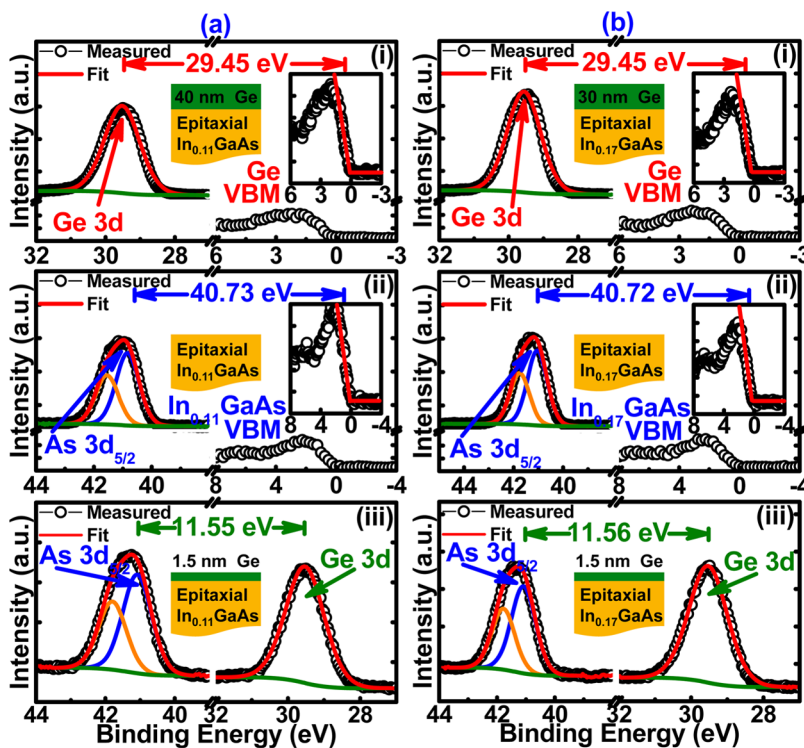 (a)
Intensity (a.u.)
Measured
Fit
29.45 eV
(i)
40 nm Ge
Epitaxial
In0.11GaAs
Ge 3d
Ge
VBM
6 3 0 -3
32 30 28 6 3 0 -3
Intensity (a.u.)
Measured
Fit
40.73 eV
(ii)
Epitaxial
In0.11GaAs
As 3d5/2
In0.11GaAs
VBM
8 4 0 -4
44 42 40 8 4 0 -4
Intensity (a.u.)
Measured
Fit
11.55 eV
(iii)
As 3d5/2
1.5 nm Ge
Epitaxial
In0.11GaAs
Ge 3d
44 42 40 32 30 28
Binding Energy (eV)
(b)
Intensity (a.u.)
Measured
Fit
29.45 eV
(i)
30 nm Ge
Epitaxial
In0.17GaAs
Ge 3d
Ge
VBM
6 3 0 -3
32 30 28 6 3 0 -3
Intensity (a.u.)
Measured
Fit
40.72 eV
(ii)
Epitaxial
In0.17GaAs
As 3d5/2
In0.17GaAs
VBM
8 4 0 -4
44 42 40 8 4 0 -4
Intensity (a.u.)
Measured
Fit
11.56 eV
(iii)
As 3d5/2
1.5 nm Ge
Epitaxial
In0.17GaAs
Ge 3d
44 42 40 32 30 28
Binding Energy (eV)